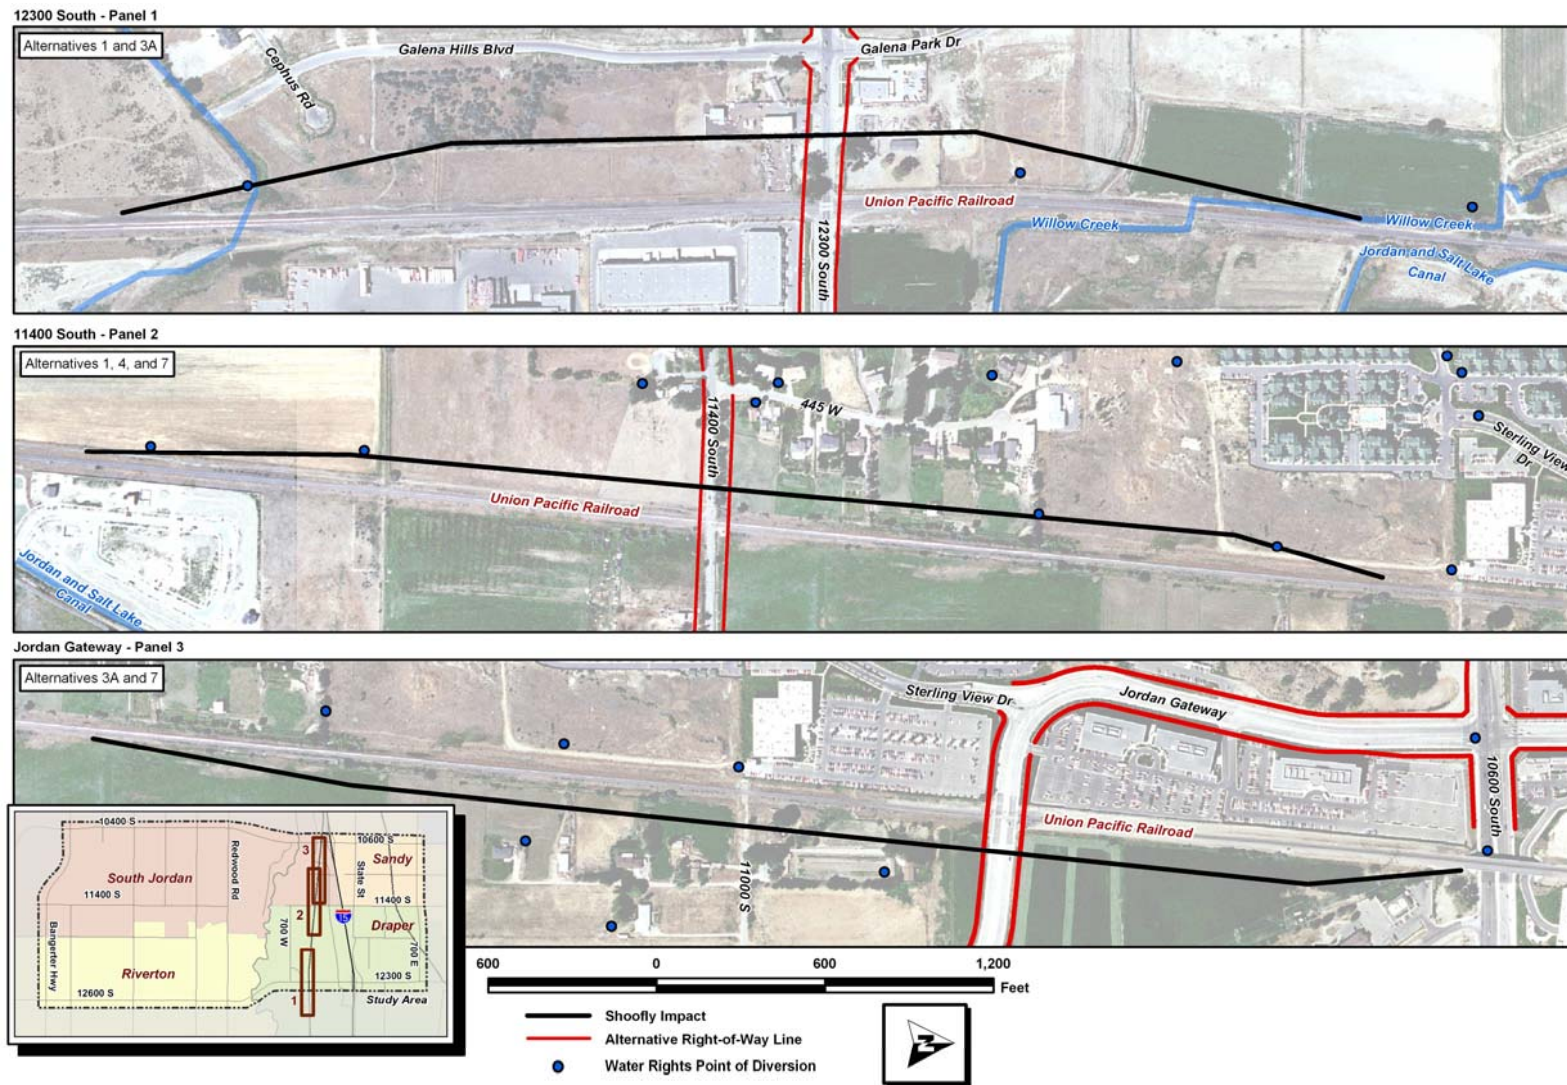 12300 South - Panel 1
Alternatives 1 and 3A
Galena Hills Blvd
Galena Park Dr
Cephus Rd
Union Pacific Railroad
12300 South
Willow Creek
Willow Creek
Jordan and Salt Lake
Canal
11400 South - Panel 2
Alternatives 1, 4, and 7
445 W
11400 South
Sterling View
Dr
Union Pacific Railroad
Jordan and Salt Lake
Canal
Jordan Gateway - Panel 3
Alternatives 3A and 7
Sterling View Dr
Jordan Gateway
Union Pacific Railroad
10600 South
11000 S
10400 S
3
10600 S
Sandy
Redwood Rd
State St
South Jordan
11400 S
11400 S
2
700 W
15
Draper
Bangerter Hwy
700 E
Riverton
12300 S
12600 S
1
Study Area
600
0
600
1,200
Feet
Shoofly Impact
Alternative Right-of-Way Line
Water Rights Point of Diversion
N